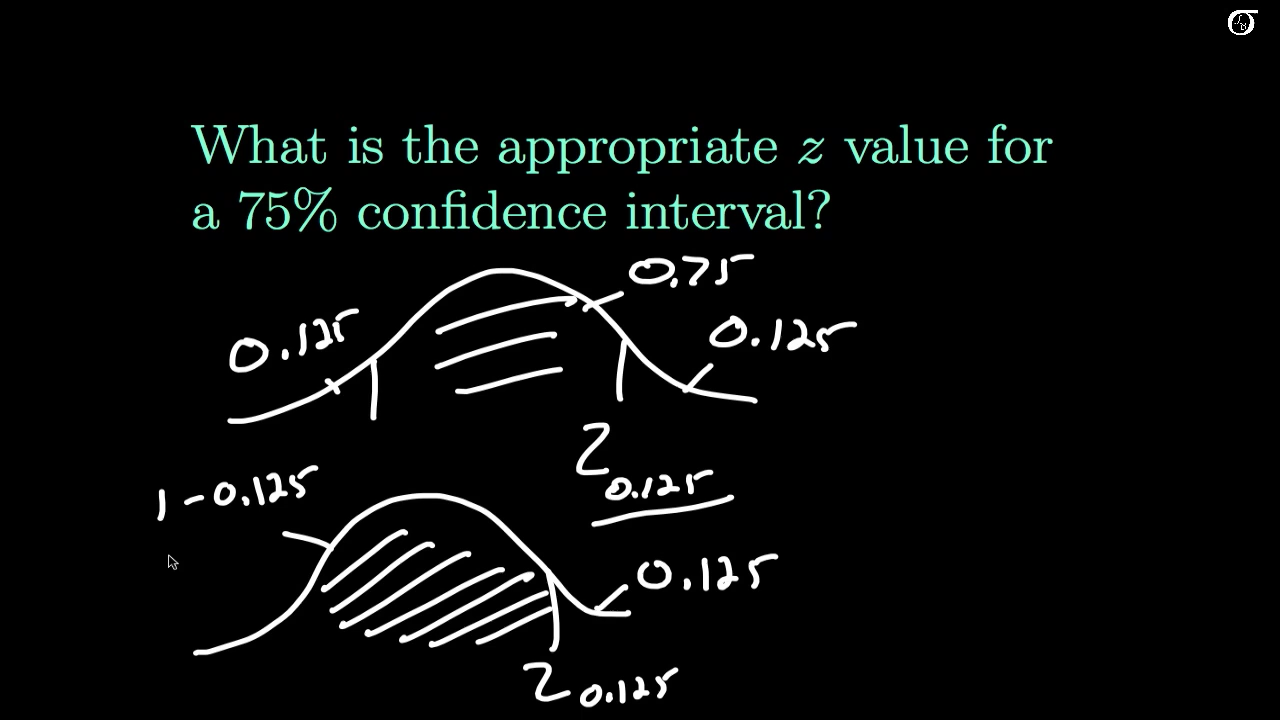 What is the appropriate z value for
a 75% confidence interval?
0.75
0.125
0.125
z0.125
1-0.125
0.125
z0.125